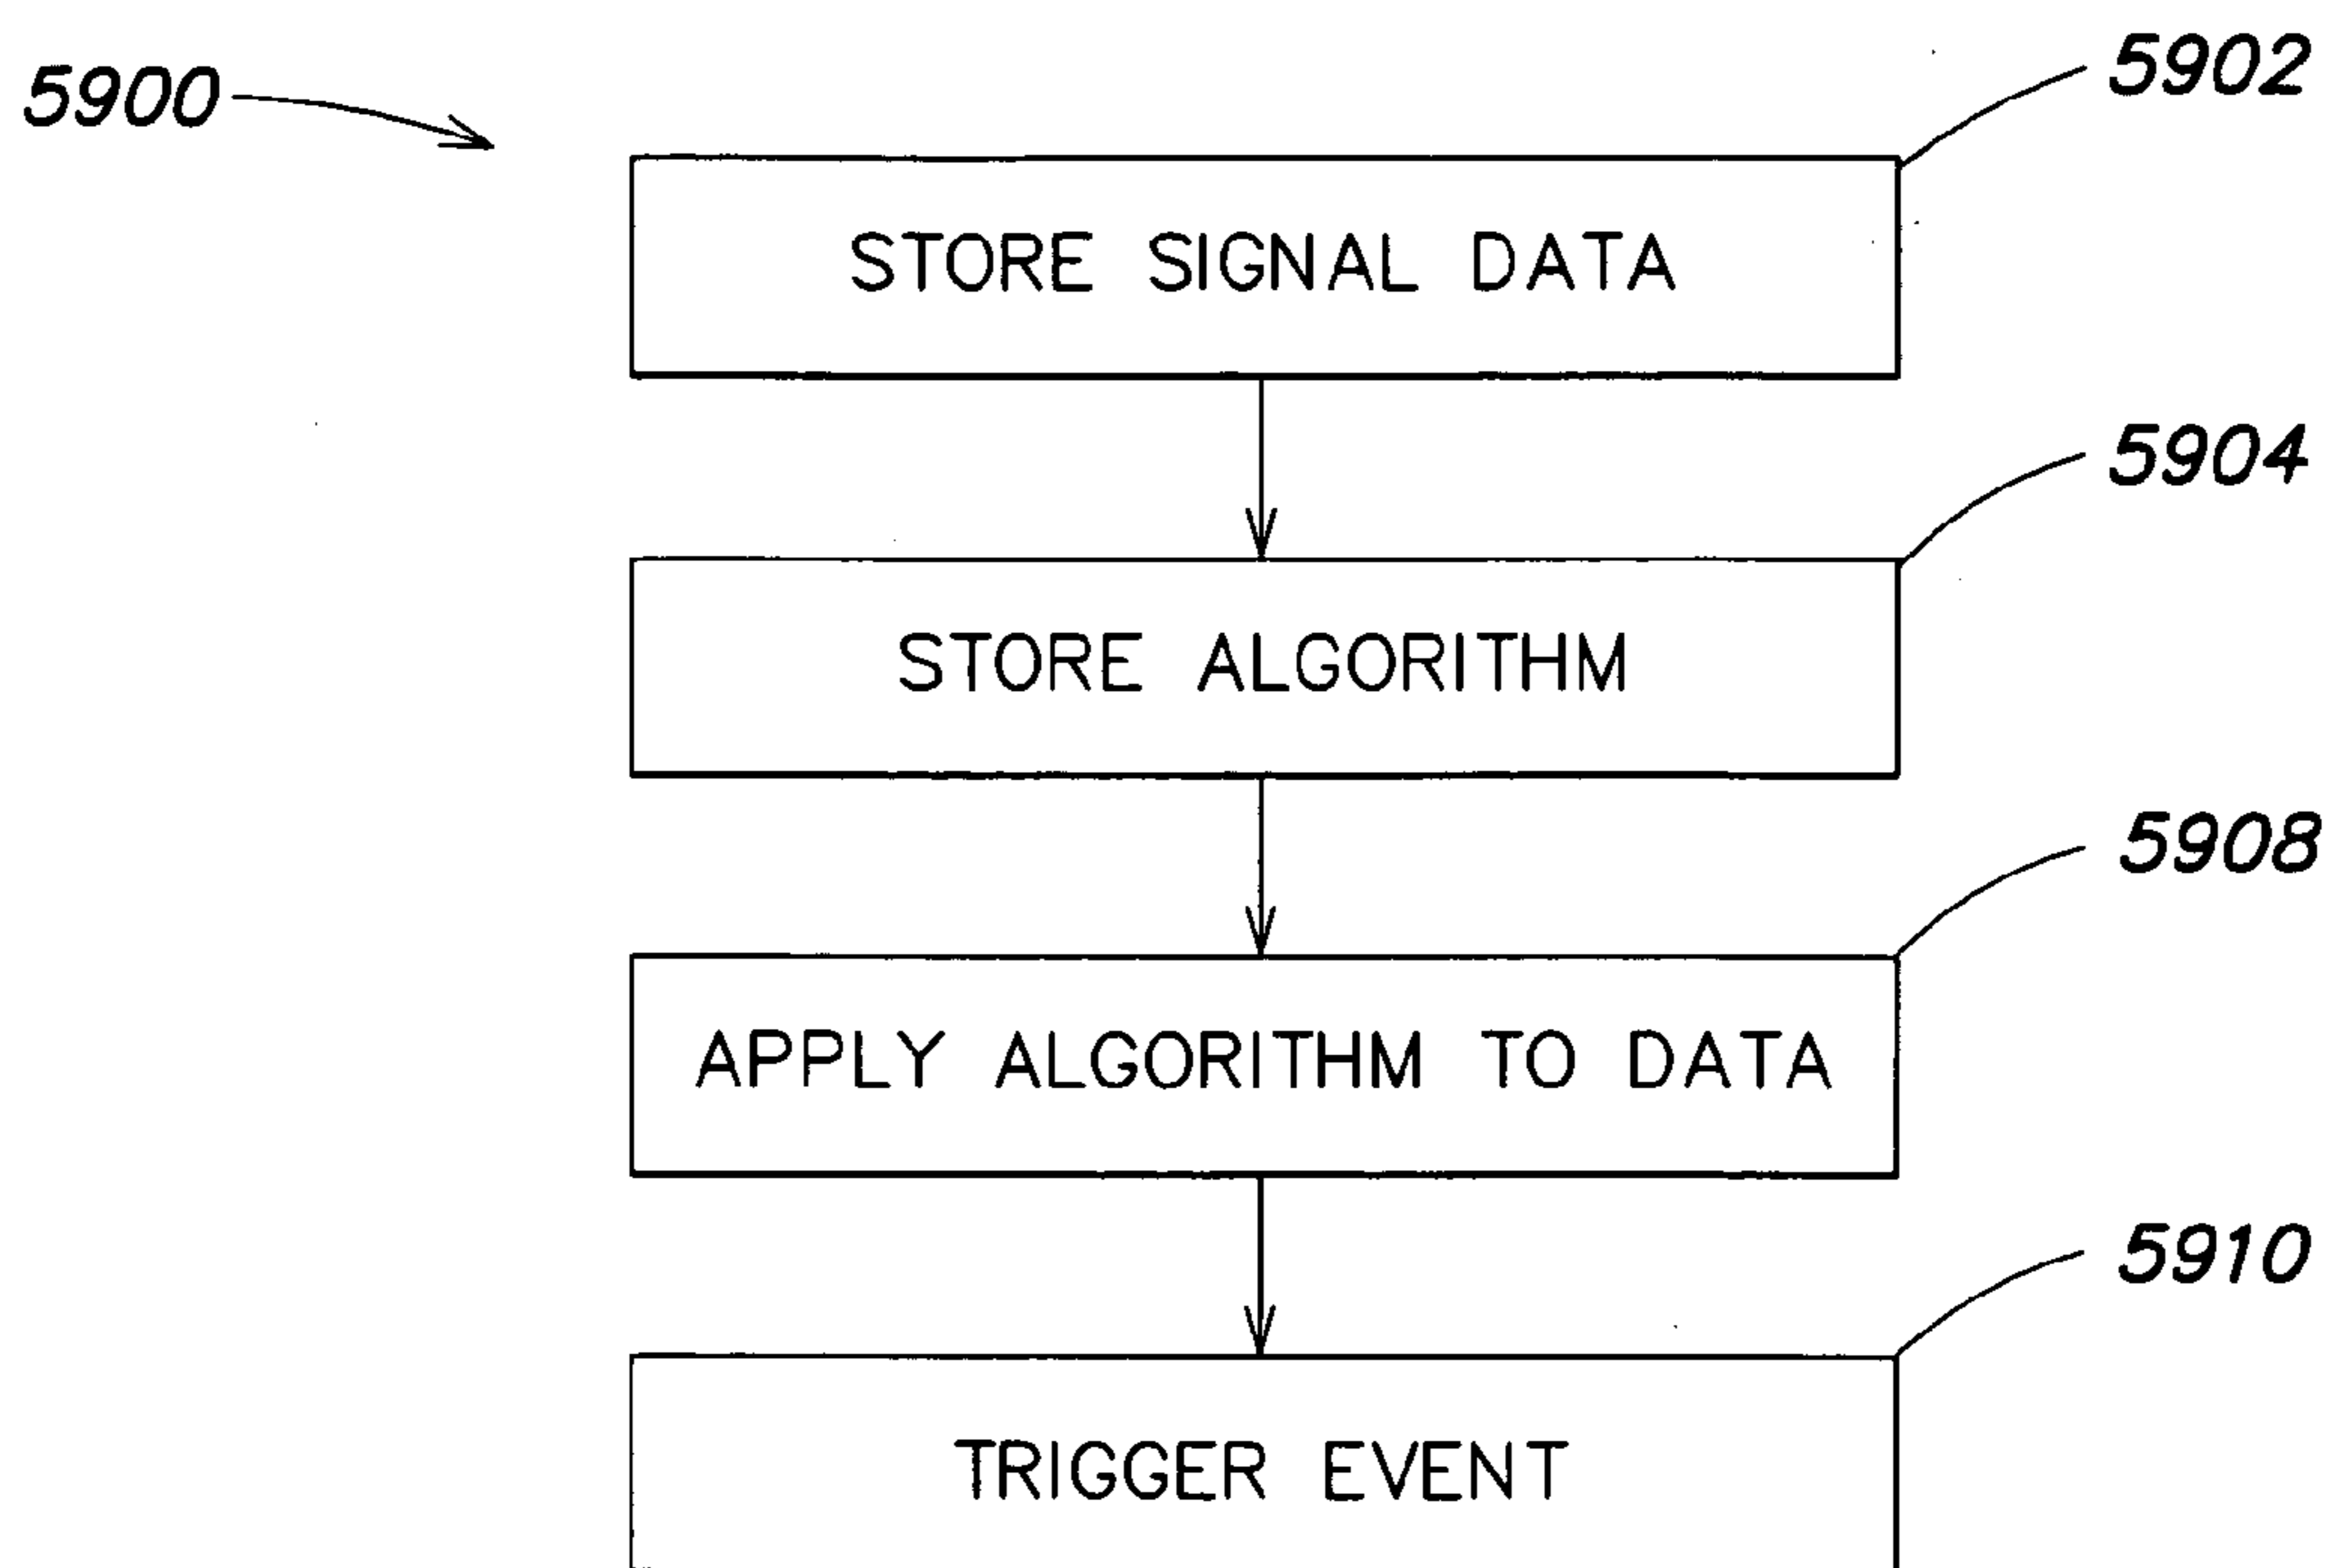 5900
5902
STORE SIGNAL DATA
5904
STORE ALGORITHM
5908
APPLY ALGORITHM TO DATA
5910
TRIGGER EVENT